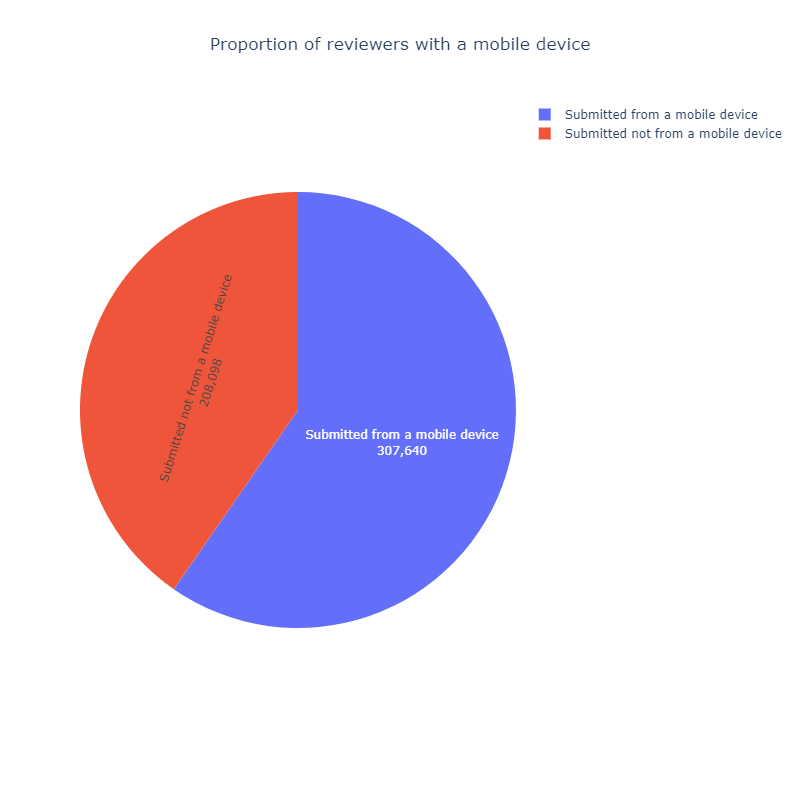 Proportion of reviewers with a mobile device
Submitted from a mobile device
Submitted not from a mobile device
Submitted not from a mobile device
208,098
Submitted from a mobile device
307,640